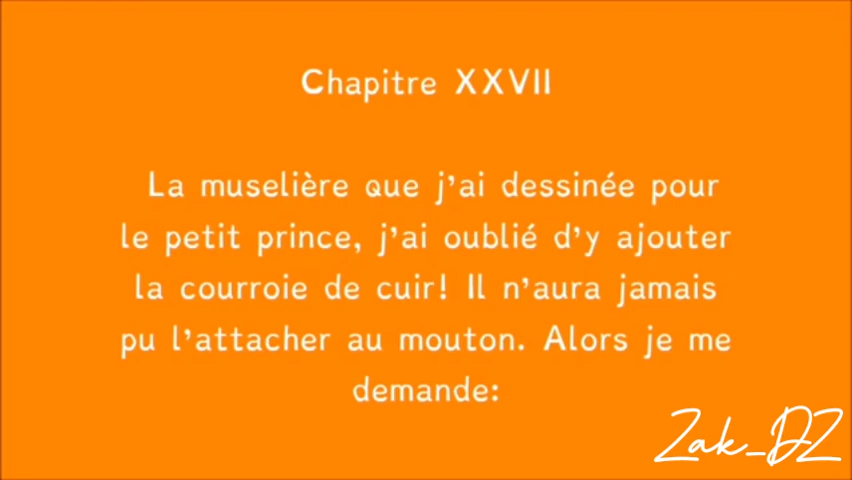 Chapitre XXVII
La muselière que j'ai dessinée pour
le petit prince, j'ai oublié d'y ajouter
la courroie de cuir! Il n'aura jamais
pu l'attacher au mouton. Alors je me
demande:
Zak_DZ